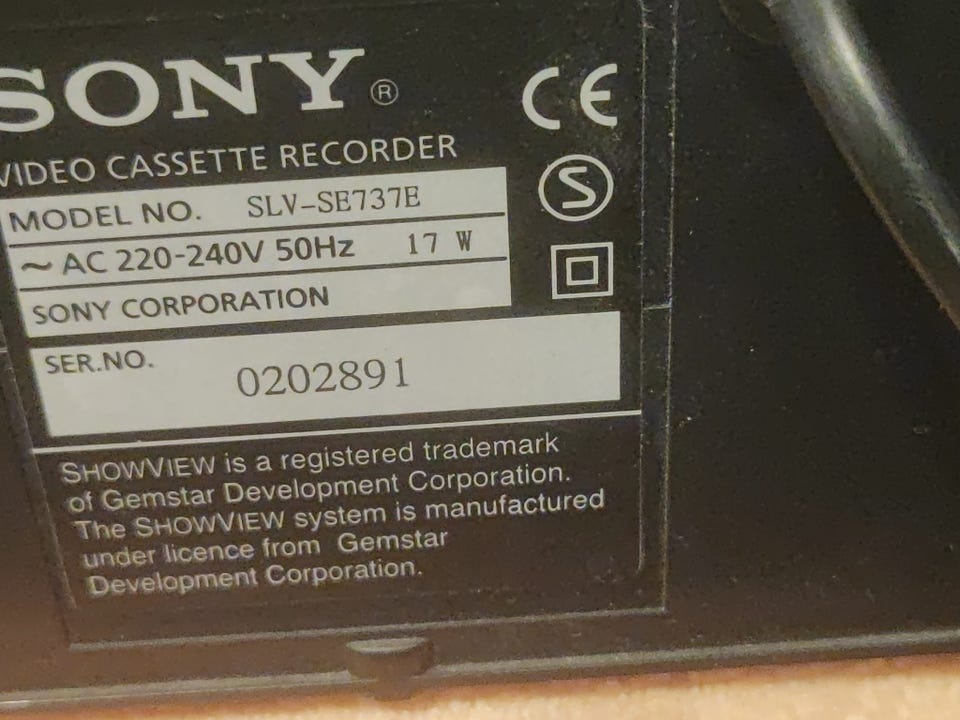 SONY®
VIDEO CASSETTE RECORDER
MODEL NO. SLV-SE737E
~ AC 220-240V 50Hz 17 W
SONY CORPORATION
SER.NO. 0202891
SHOWVIEW is a registered trademark
of Gemstar Development Corporation.
The SHOWVIEW system is manufactured
under licence from Gemstar
Development Corporation.
CE
S